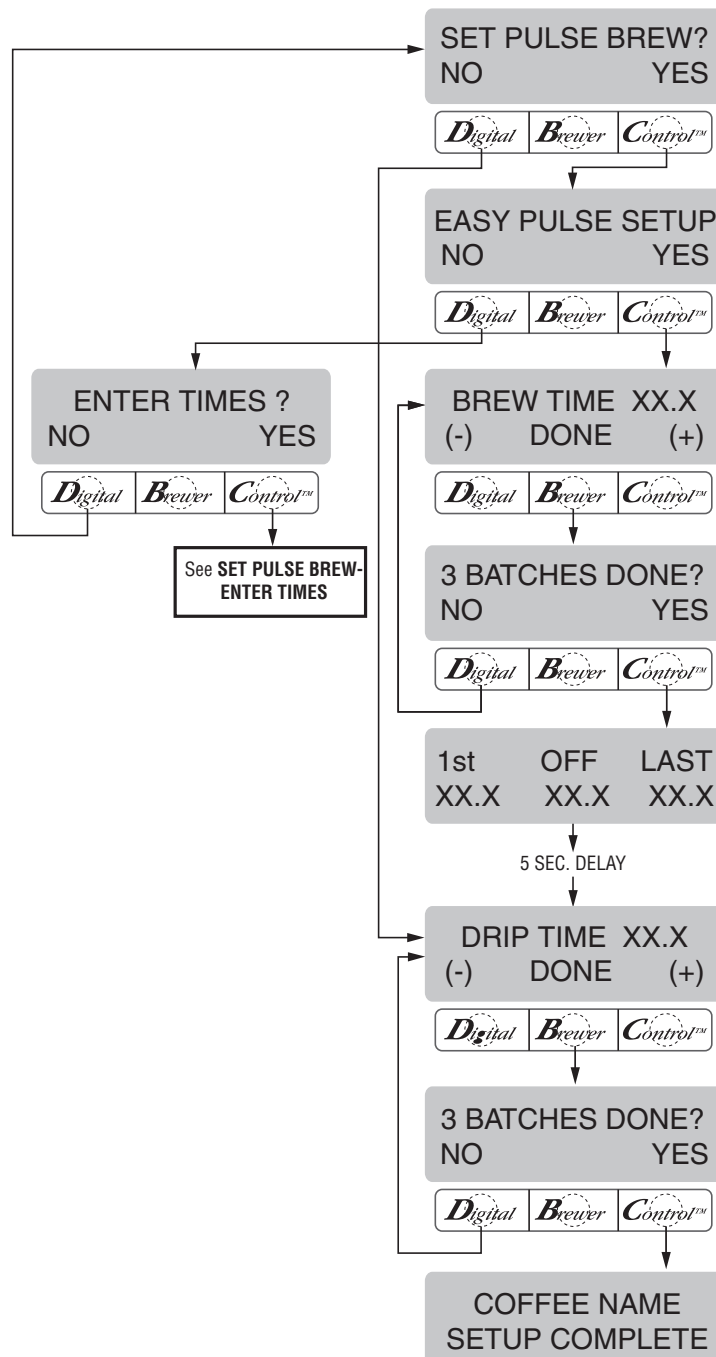 SET PULSE BREW?
NO YES
Digital Brewer Control™
EASY PULSE SETUP
NO YES
Digital Brewer Control™
ENTER TIMES ?
NO YES
Digital Brewer Control™
See SET PULSE BREW-
ENTER TIMES
BREW TIME XX.X
(-) DONE (+)
Digital Brewer Control™
3 BATCHES DONE?
NO YES
Digital Brewer Control™
1st OFF LAST
XX.X XX.X XX.X
5 SEC. DELAY
DRIP TIME XX.X
(-) DONE (+)
Digital Brewer Control™
3 BATCHES DONE?
NO YES
Digital Brewer Control™
COFFEE NAME
SETUP COMPLETE